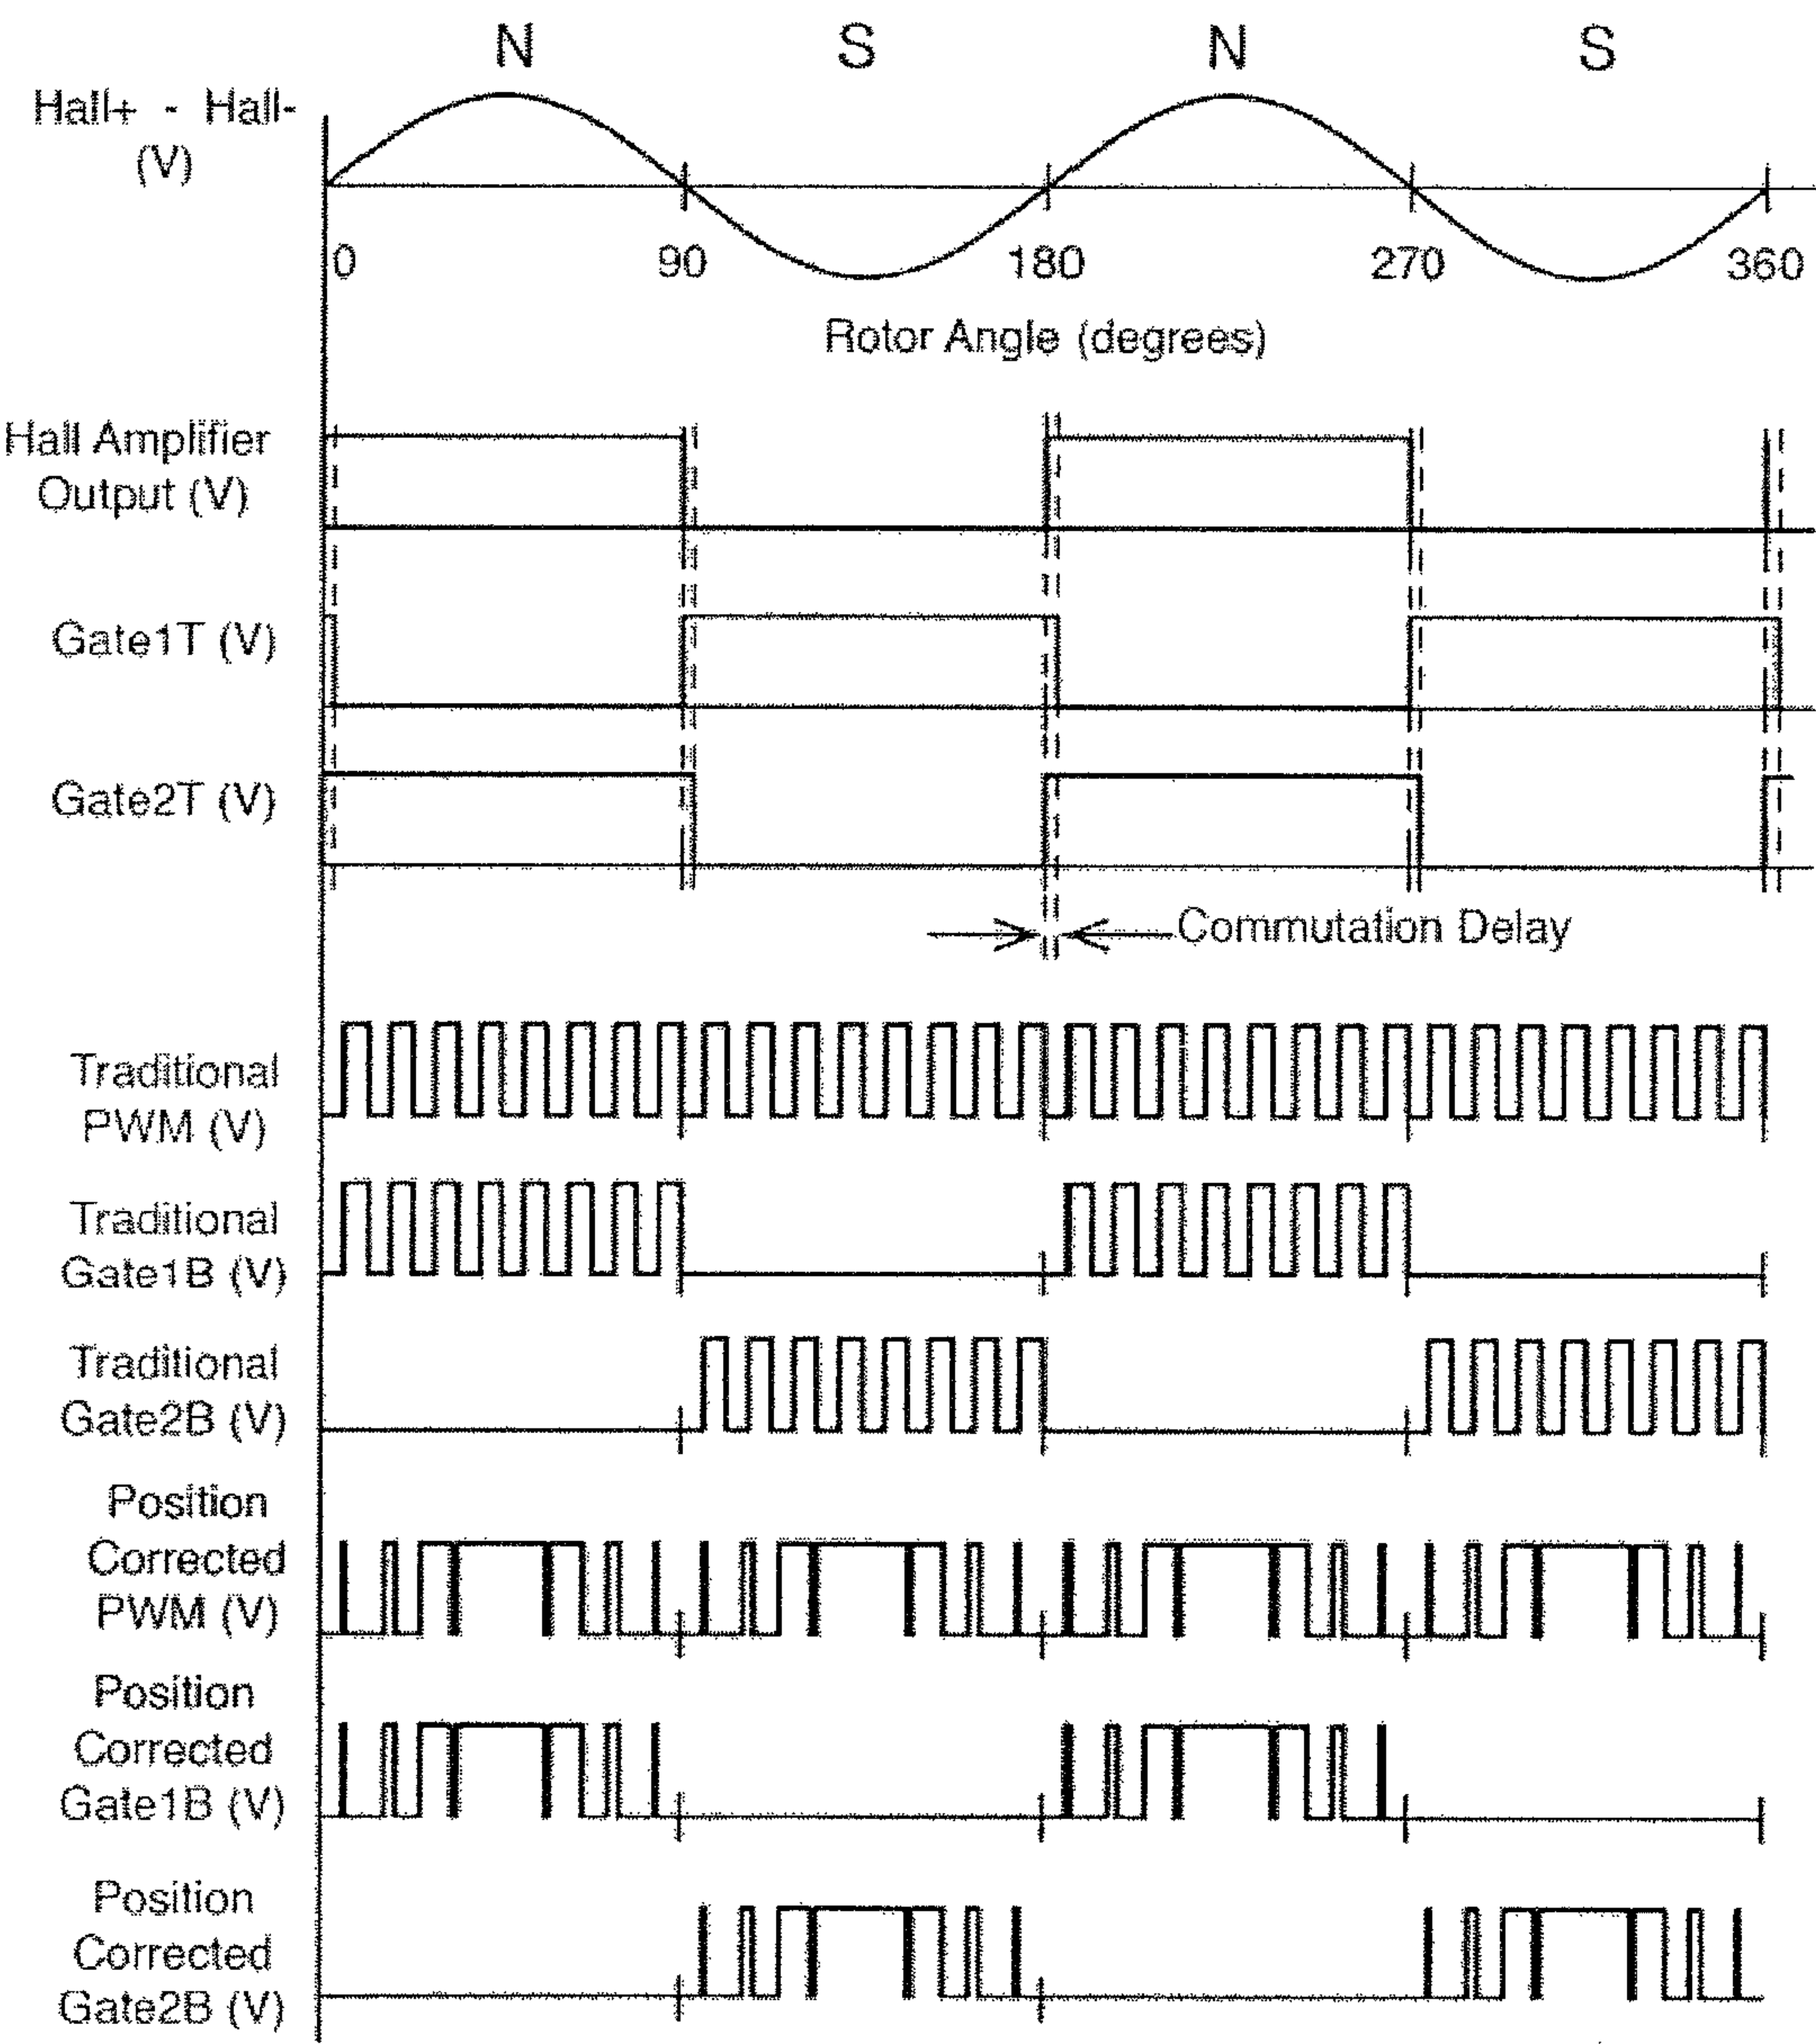 N S N S
Hall+ - Hall-
(V)
0 90 180 270 360
Rotor Angle (degrees)
Hall Amplifier
Output (V)
Gate1T (V)
Gate2T (V)
Commutation Delay
Traditional
PWM (V)
Traditional
Gate1B (V)
Traditional
Gate2B (V)
Position
Corrected
PWM (V)
Position
Corrected
Gate1B (V)
Position
Corrected
Gate2B (V)